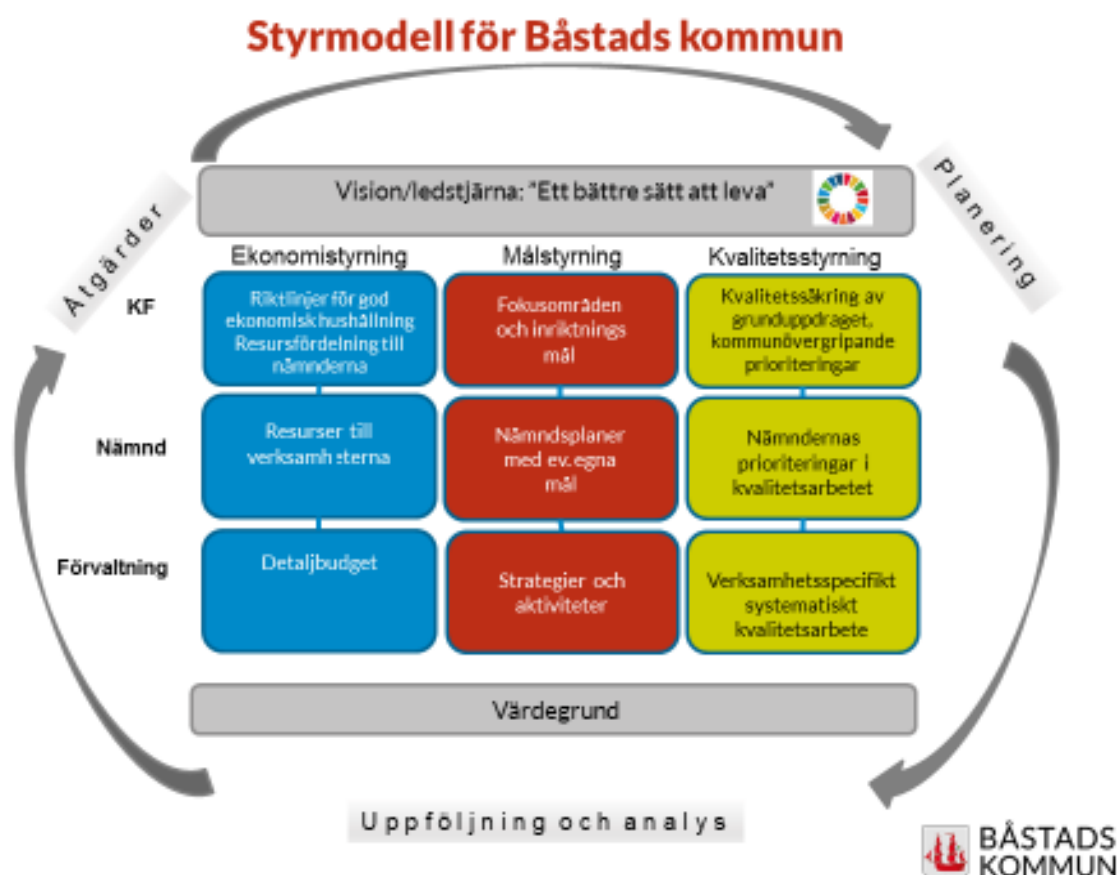 Styrmodell för Båstads kommun
Åtgärder
Planering
Vision/ledstjärna: "Ett bättre sätt att leva"
Ekonomistyrning
Målstyrning
Kvalitetsstyrning
KF
Riktlinjer för god
ekonomisk hushållning
Resursfördelning till
nämnderna
Fokusområden
och inriktnings
mål
Kvalitetssäkring av
grunduppdraget,
kommunövergripande
prioriteringar
Nämnd
Resurser till
verksamheterna
Nämndsplaner
med ev. egna
mål
Nämndernas
prioriteringar i
kvalitetsarbetet
Förvaltning
Detaljbudget
Strategier och
aktiviteter
Verksamhetsspecifikt
systematiskt
kvalitetsarbete
Värdegrund
Uppföljning och analys
BÅSTADS
KOMMUN